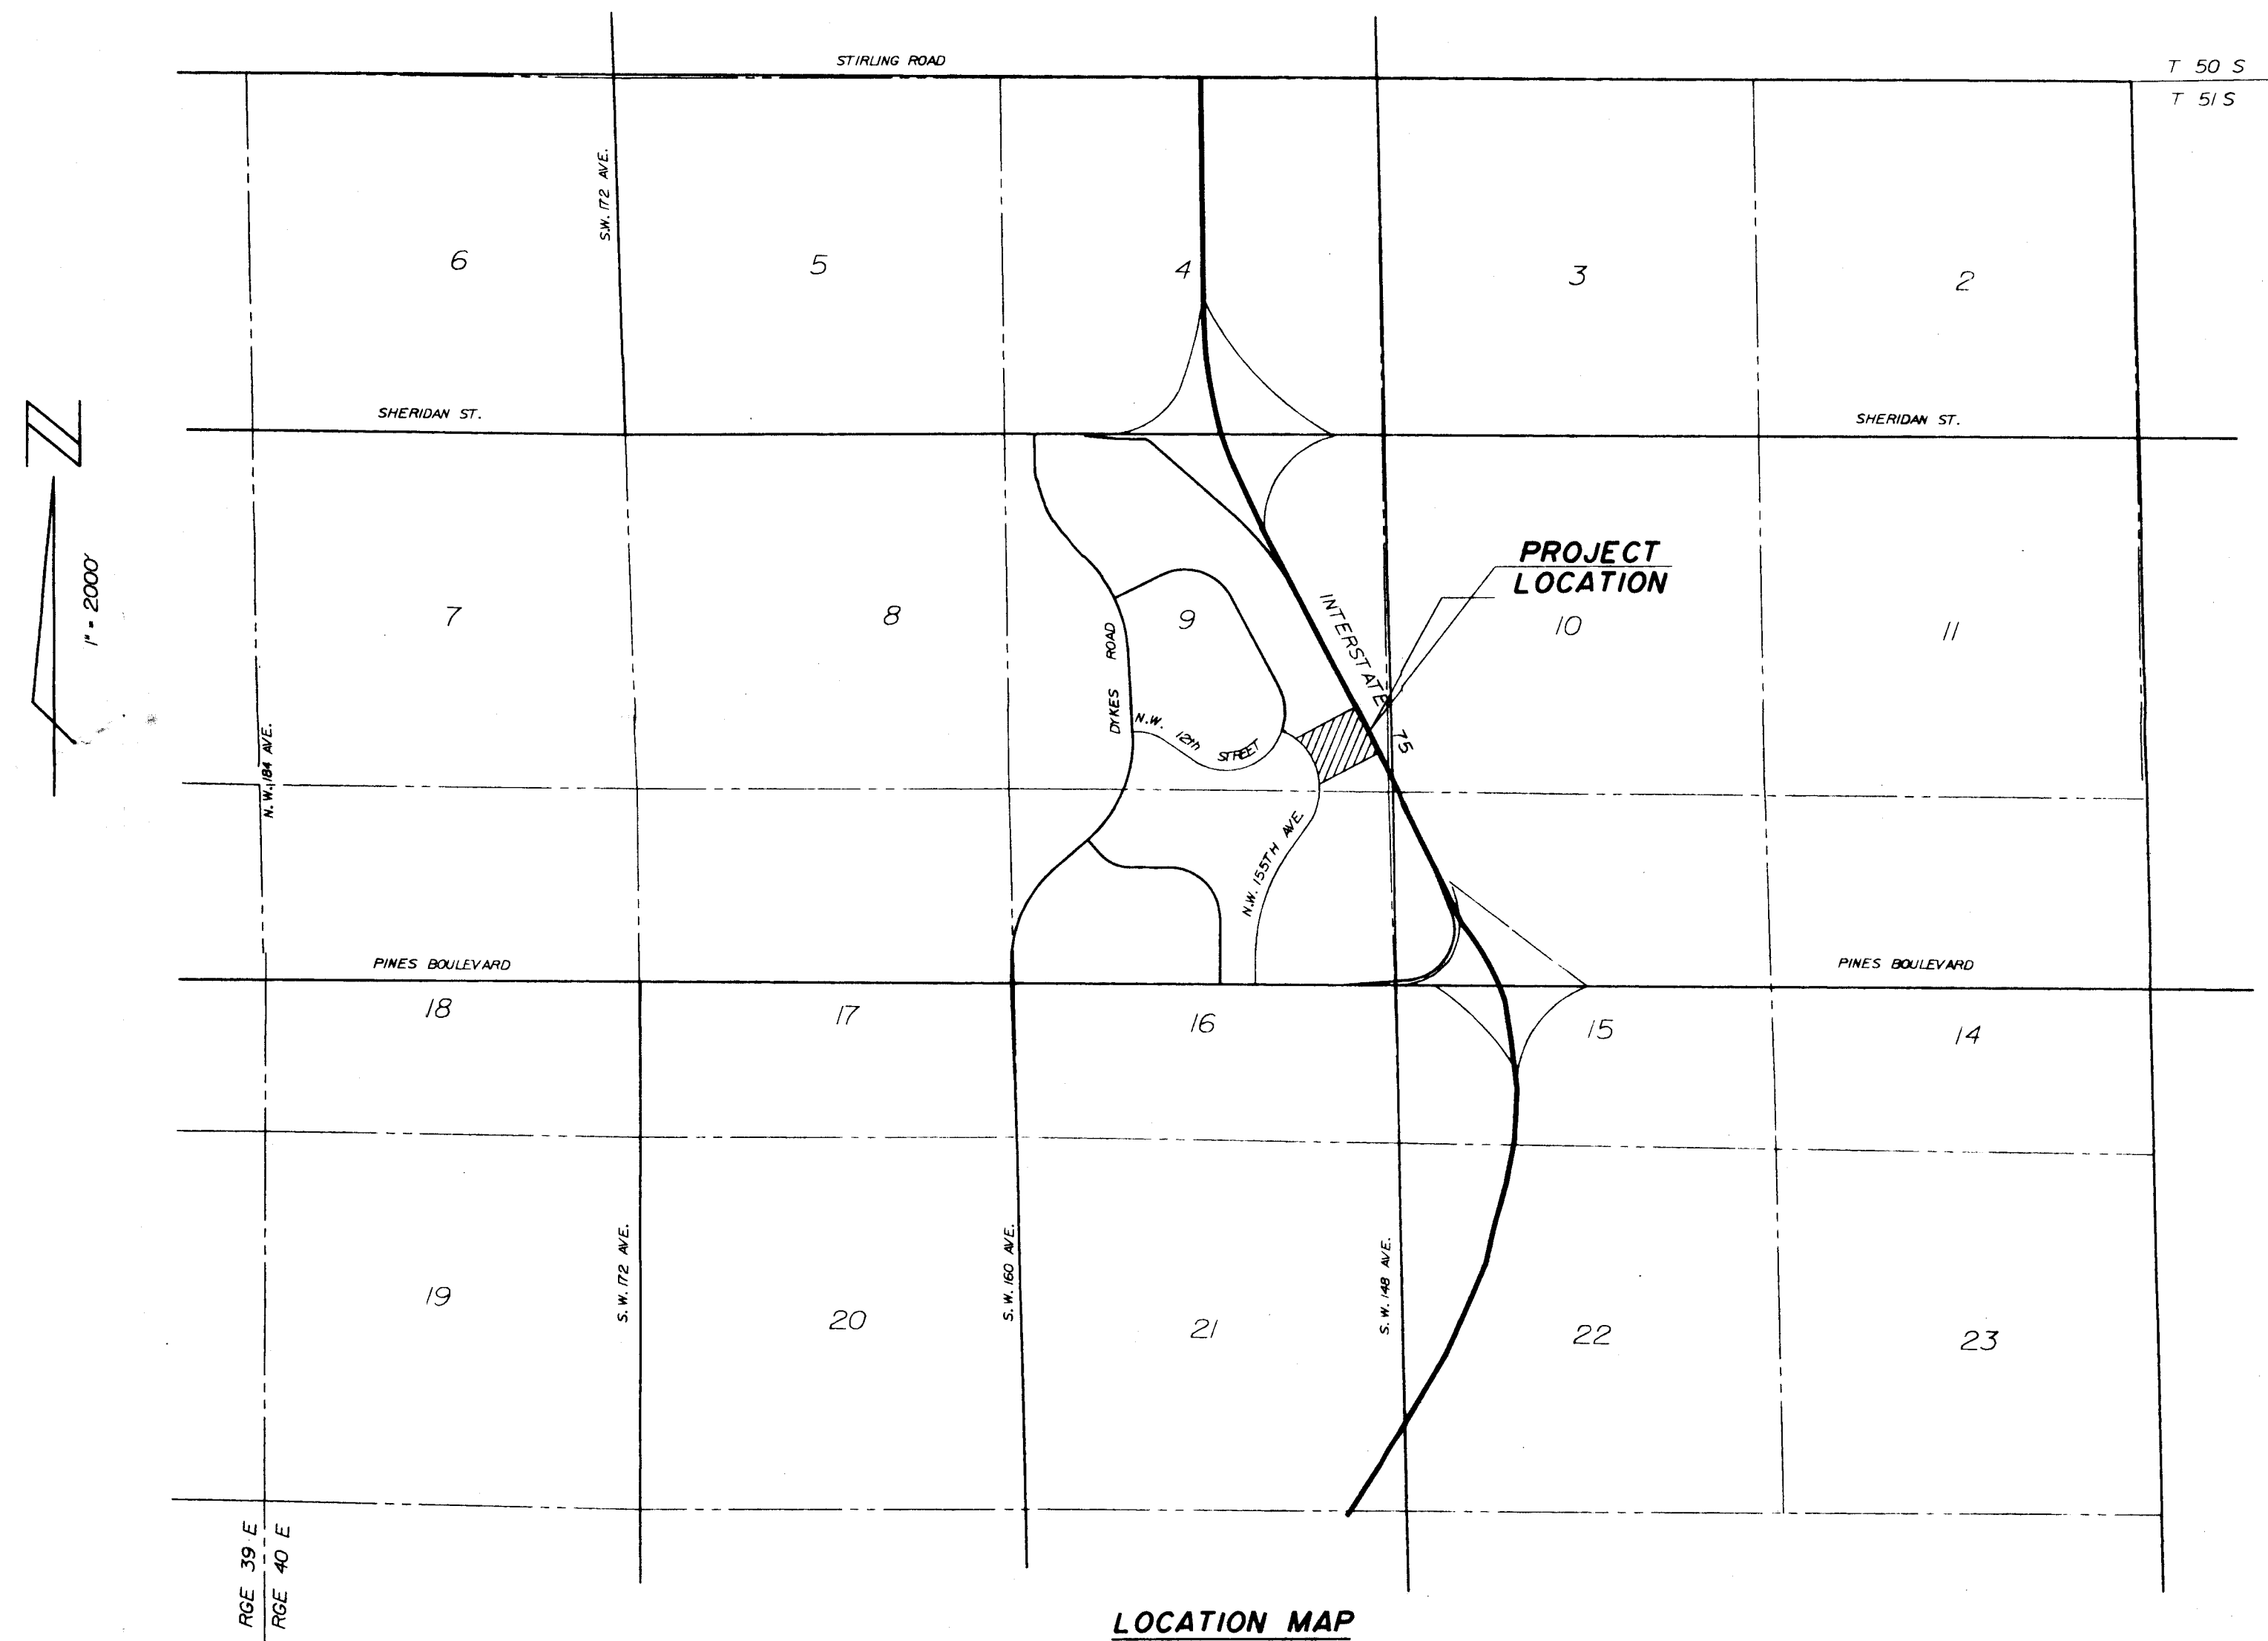 STIRLING ROAD
T 50 S
T 51 S
S.W. 172 AVE.
6
5
4
3
2
N
SHERIDAN ST.
SHERIDAN ST.
1" = 2000'
PROJECT
LOCATION
7
8
9
10
11
DYKES ROAD
INTERSTATE 75
N.W. 12th STREET
N.W. 184 AVE.
N.W. 155TH AVE.
PINES BOULEVARD
PINES BOULEVARD
18
17
16
15
14
S.W. 172 AVE.
S.W. 160 AVE.
S.W. 148 AVE.
19
20
21
22
23
RGE 39 E
RGE 40 E
LOCATION MAP